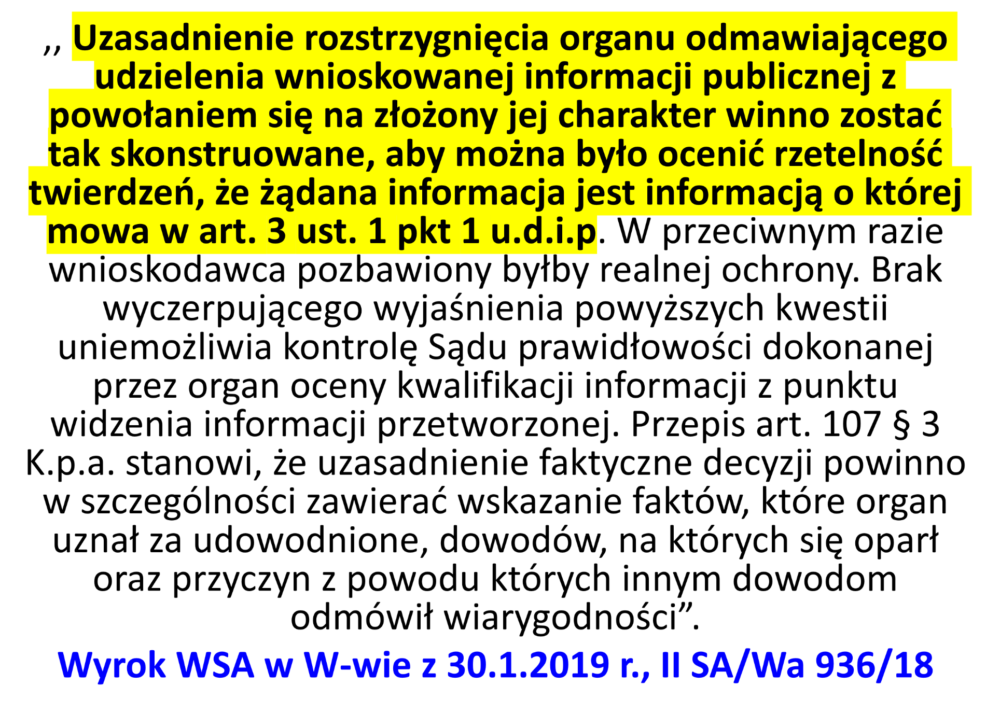 ,, Uzasadnienie rozstrzygnięcia organu odmawiającego
udzielenia wnioskowanej informacji publicznej z
powołaniem się na złożony jej charakter winno zostać
tak skonstruowane, aby można było ocenić rzetelność
twierdzeń, że żądana informacja jest informacją o której
mowa w art. 3 ust. 1 pkt 1 u.d.i.p. W przeciwnym razie
wnioskodawca pozbawiony byłby realnej ochrony. Brak
wyczerpującego wyjaśnienia powyższych kwestii
uniemożliwia kontrolę Sądu prawidłowości dokonanej
przez organ oceny kwalifikacji informacji z punktu
widzenia informacji przetworzonej. Przepis art. 107 § 3
K.p.a. stanowi, że uzasadnienie faktyczne decyzji powinno
w szczególności zawierać wskazanie faktów, które organ
uznał za udowodnione, dowodów, na których się oparł
oraz przyczyn z powodu których innym dowodom
odmówił wiarygodności”.
Wyrok WSA w W-wie z 30.1.2019 r., II SA/Wa 936/18